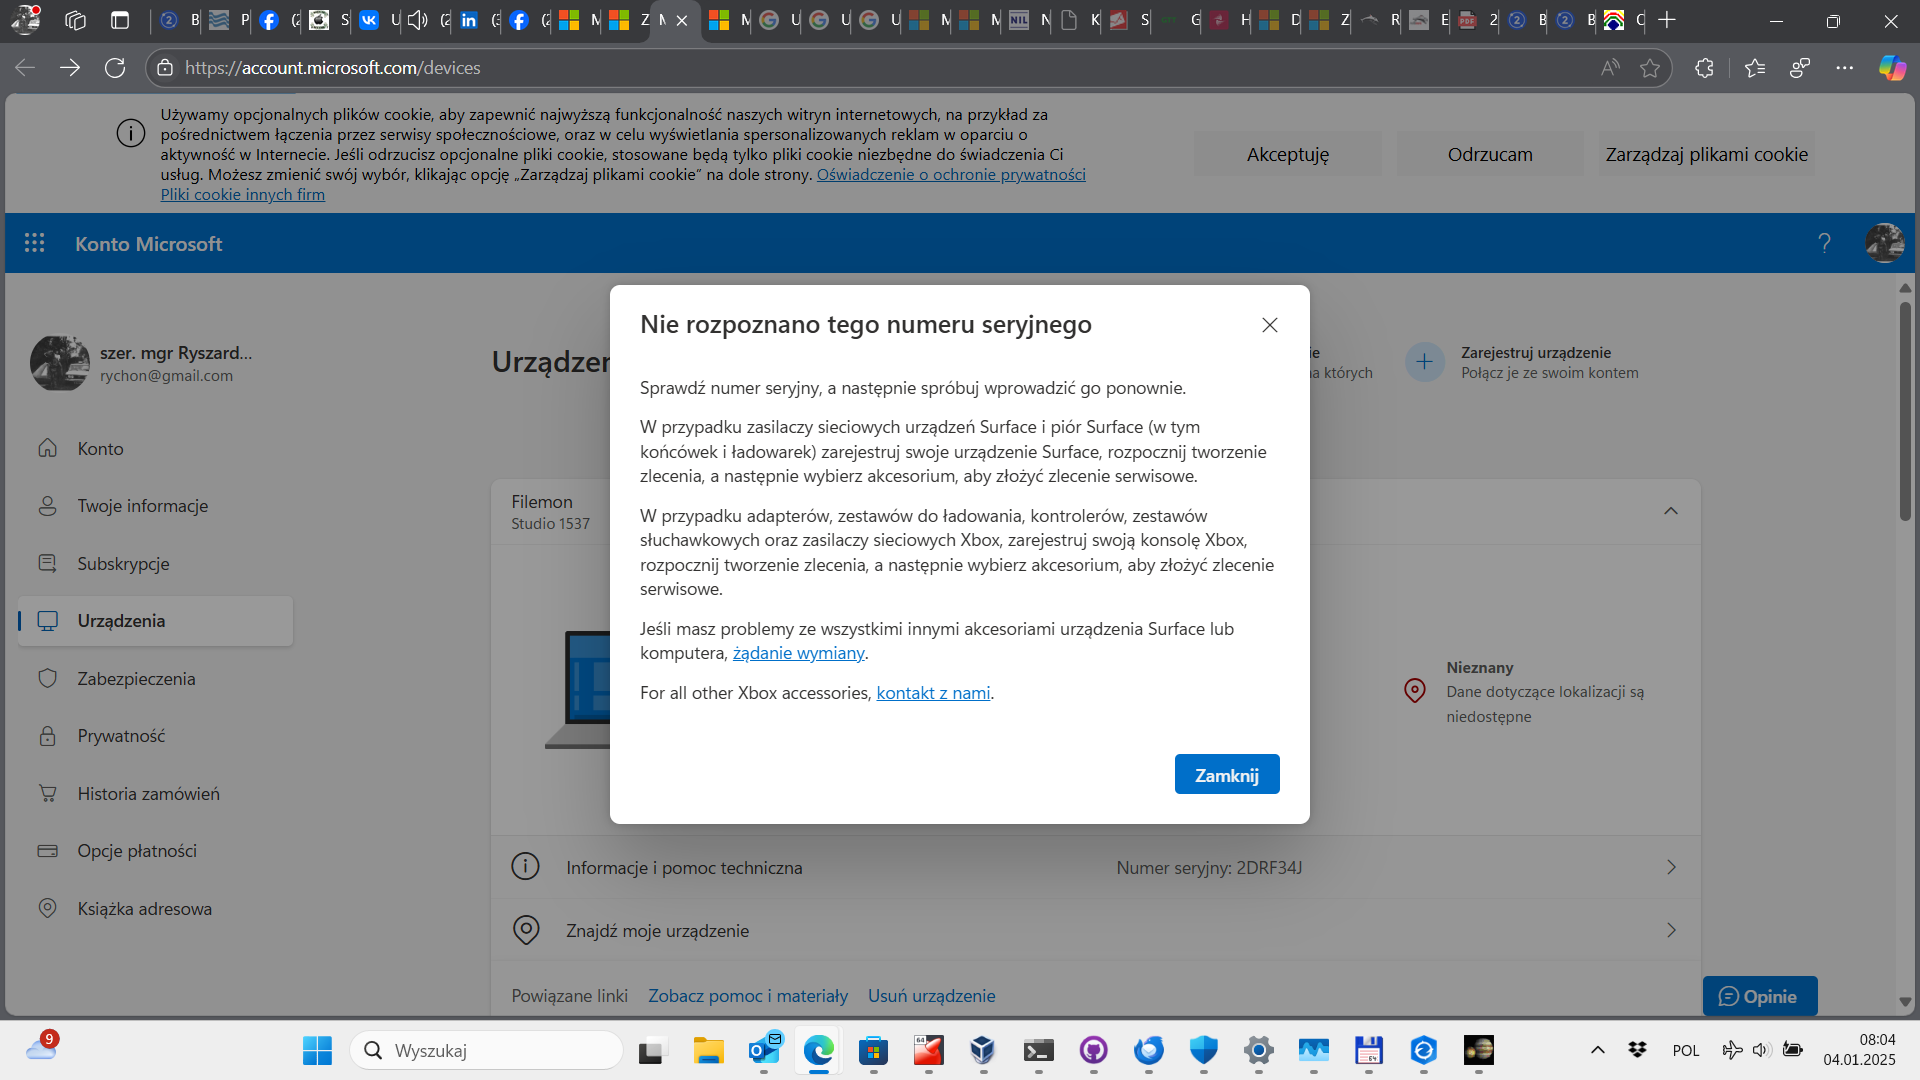 https://account.microsoft.com/devices
Używamy opcjonalnych plików cookie, aby zapewnić najwyższą funkcjonalność naszych witryn internetowych, na przykład za
pośrednictwem łączenia przez serwisy społecznościowe, oraz w celu wyświetlania spersonalizowanych reklam w oparciu o
aktywność w Internecie. Jeśli odrzucisz opcjonalne pliki cookie, stosowane będą tylko pliki cookie niezbędne do świadczenia Ci
usług. Możesz zmienić swój wybór, klikając opcję „Zarządzaj plikami cookie” na dole strony. Oświadczenie o ochronie prywatności
Pliki cookie innych firm
Akceptuję
Odrzucam
Zarządzaj plikami cookie
Konto Microsoft
szer. mgr Ryszard...
rychon@gmail.com
Konto
Twoje informacje
Subskrypcje
Urządzenia
Zabezpieczenia
Prywatność
Historia zamówień
Opcje płatności
Książka adresowa
Zarejestruj urządzenie
Połącz je ze swoim kontem
Filemon
Studio 1537
Nie rozpoznano tego numeru seryjnego
Sprawdź numer seryjny, a następnie spróbuj wprowadzić go ponownie.
W przypadku zasilaczy sieciowych urządzeń Surface i piór Surface (w tym
końcówek i ładowarek) zarejestruj swoje urządzenie Surface, rozpocznij tworzenie
zlecenia, a następnie wybierz akcesorium, aby złożyć zlecenie serwisowe.
W przypadku adapterów, zestawów do ładowania, kontrolerów, zestawów
słuchawkowych oraz zasilaczy sieciowych Xbox, zarejestruj swoją konsolę Xbox,
rozpocznij tworzenie zlecenia, a następnie wybierz akcesorium, aby złożyć zlecenie
serwisowe.
Jeśli masz problemy ze wszystkimi innymi akcesoriami urządzenia Surface lub
komputera, żądanie wymiany.
For all other Xbox accessories, kontakt z nami.
Zamknij
Nieznany
Dane dotyczące lokalizacji są
niedostępne
Informacje i pomoc techniczna
Numer seryjny: 2DRF34J
Znajdź moje urządzenie
Powiązane linki Zobacz pomoc i materiały Usuń urządzenie
Opinie
9
Wyszukaj
POL
08:04
04.01.2025